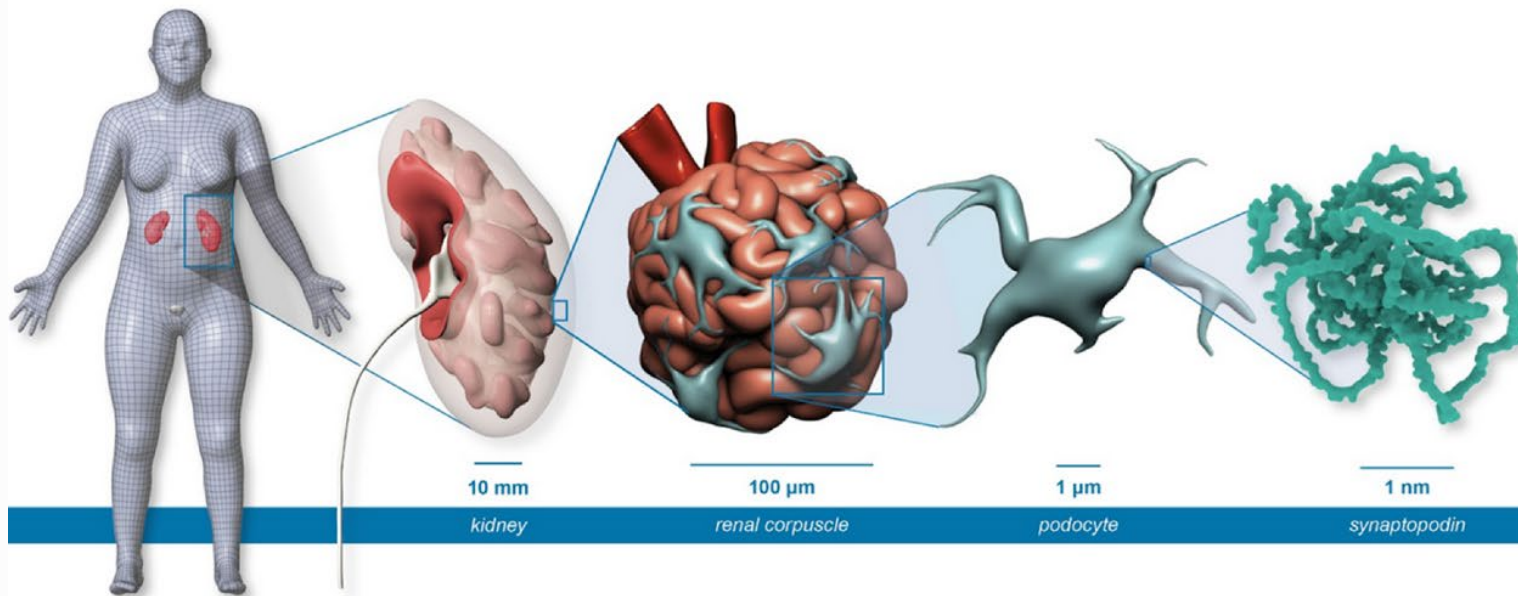 10 mm
100 µm
1 µm
1 nm
kidney
renal corpuscle
podocyte
synaptopodin